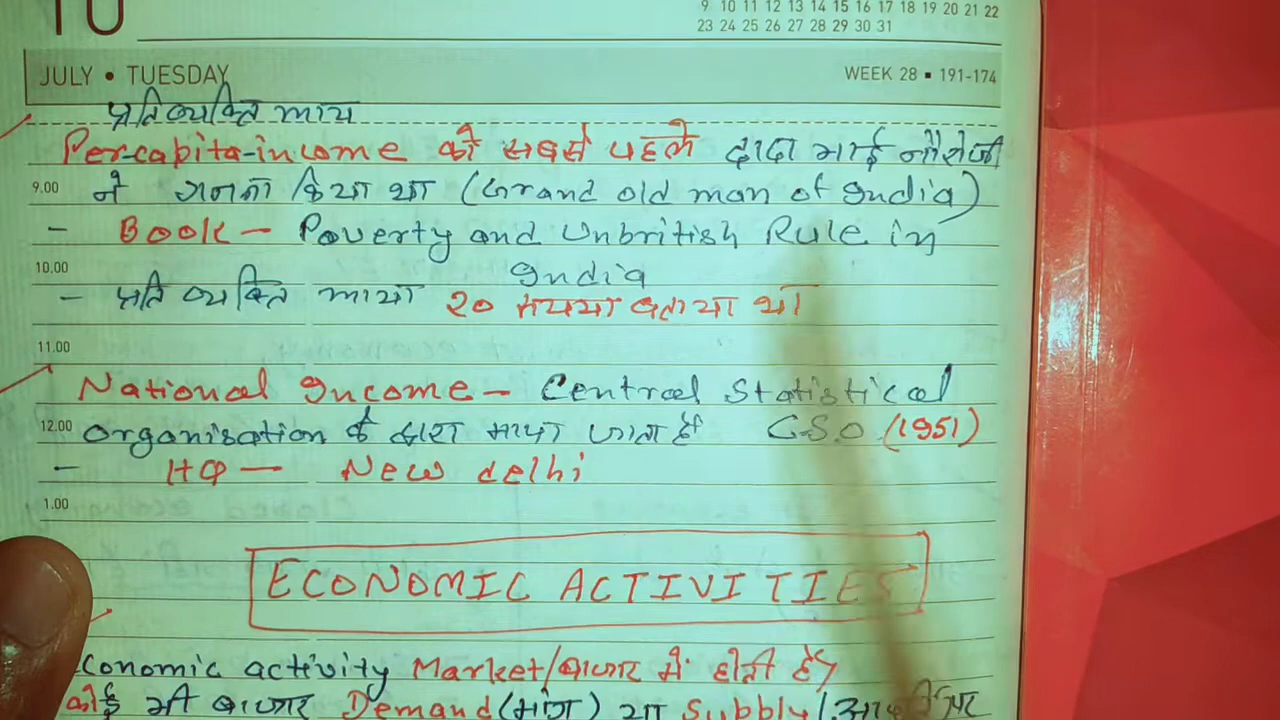 10
9 10 11 12 13 14 15 16 17 18 19 20 21 22
23 24 25 26 27 28 29 30 31
JULY • TUESDAY
WEEK 28 ▪ 191-174
प्रति व्यक्ति आय
Per-capita-income की सबसे पहले दादा भाई नौरोजी
9.00 ने गनना किया था (Grand old man of India)
- Book - Poverty and Unbritish Rule in
10.00 India
- प्रति व्यक्ति आया २० रूपया बताया था
11.00
National Income - Central Statistical
12.00 Organisation के द्वारा मापा जाता है C.S.O (1951)
- HQ - New delhi
1.00
ECONOMIC ACTIVITIES
conomic activity Market/बाजार में होती है
कोई भी बाजार Demand (मांग) या Supply/